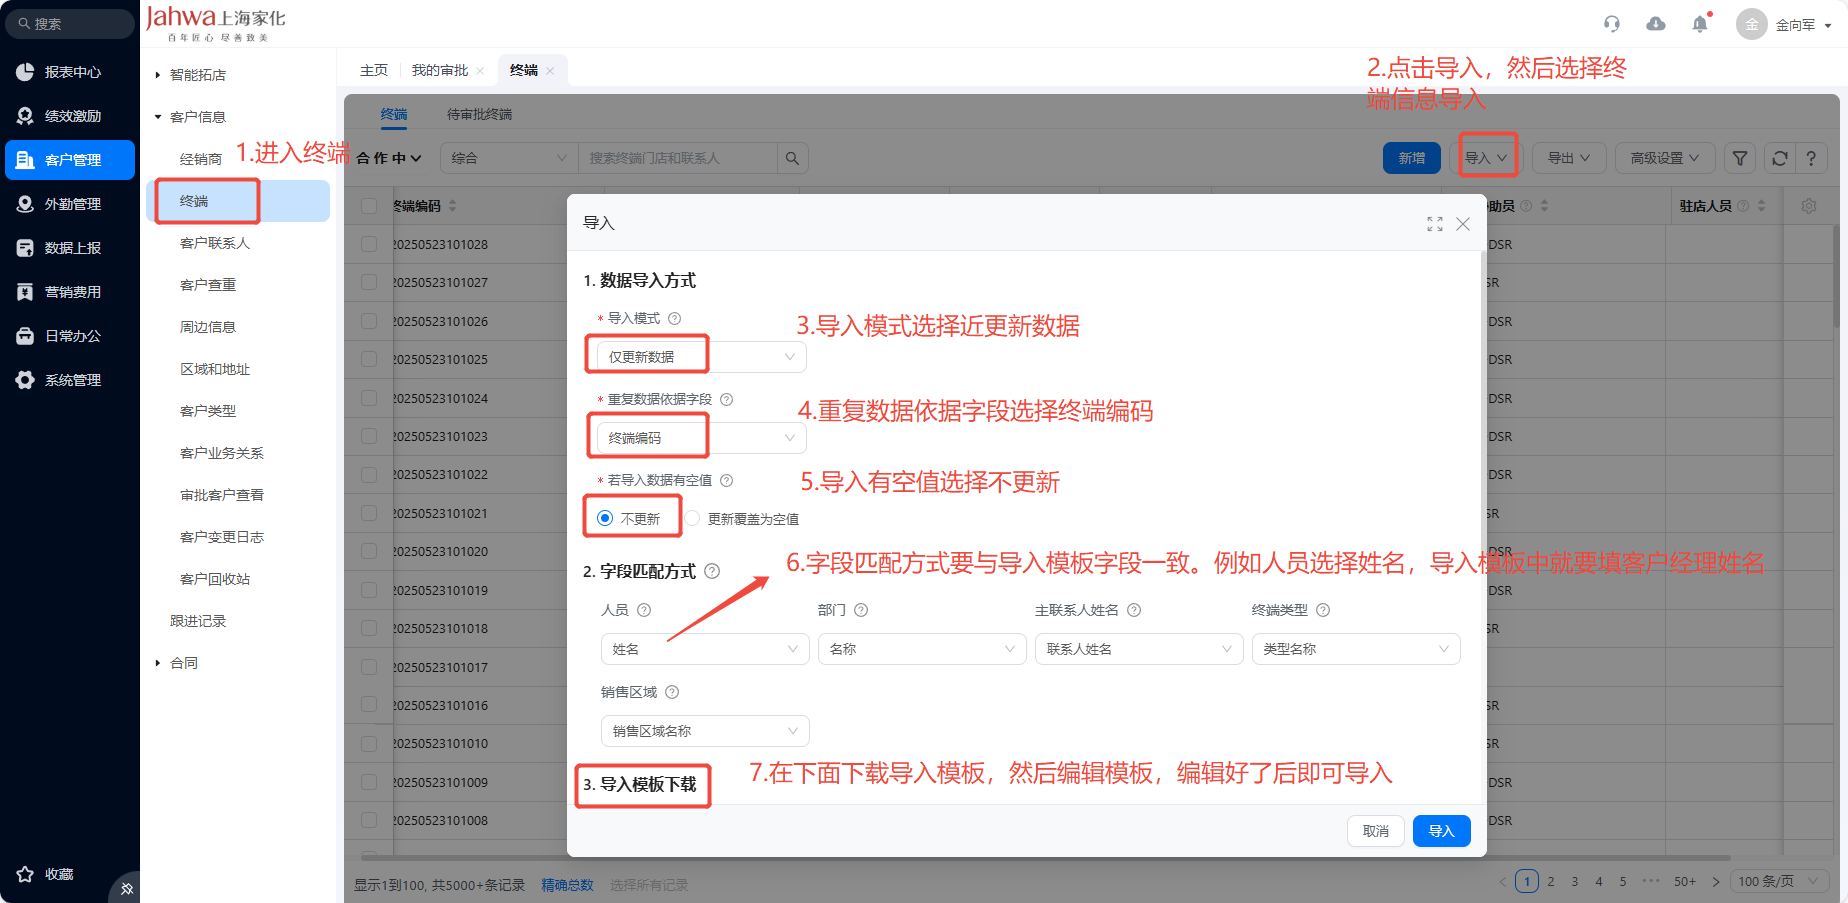 搜索
Jahwa上海家化
百年匠心 尽善致美
金
金向军
报表中心
绩效激励
客户管理
外勤管理
数据上报
营销费用
日常办公
系统管理
收藏
智能拓店
客户信息
经销商
终端
客户联系人
客户查重
周边信息
区域和地址
客户类型
客户业务关系
审批客户查看
客户变更日志
客户回收站
跟进记录
合同
1.进入终端
主页
我的审批
终端
2.点击导入，然后选择终
端信息导入
终端
待审批终端
合作中
综合
搜索终端门店和联系人
新增
导入
导出
高级设置
终端编码
助员
驻店人员
20250523101028
DSR
20250523101027
SR
20250523101026
DSR
20250523101025
DSR
20250523101024
DSR
20250523101023
DSR
20250523101022
DSR
20250523101021
SR
20250523101020
DSR
20250523101019
DSR
20250523101018
SR
20250523101017
20250523101016
SR
20250523101010
SR
20250523101009
DSR
20250523101008
DSR
导入
1. 数据导入方式
* 导入模式
仅更新数据
3.导入模式选择近更新数据
* 重复数据依据字段
终端编码
4.重复数据依据字段选择终端编码
* 若导入数据有空值
不更新
更新覆盖为空值
5.导入有空值选择不更新
2. 字段匹配方式
6.字段匹配方式要与导入模板字段一致。例如人员选择姓名，导入模板中就要填客户经理姓名
人员
部门
主联系人姓名
终端类型
姓名
名称
联系人姓名
类型名称
销售区域
销售区域名称
3. 导入模板下载
7.在下面下载导入模板，然后编辑模板，编辑好了后即可导入
取消
导入
显示1到100, 共5000+条记录
精确总数
选择所有记录
1 2 3 4 5 ··· 50+
100 条/页